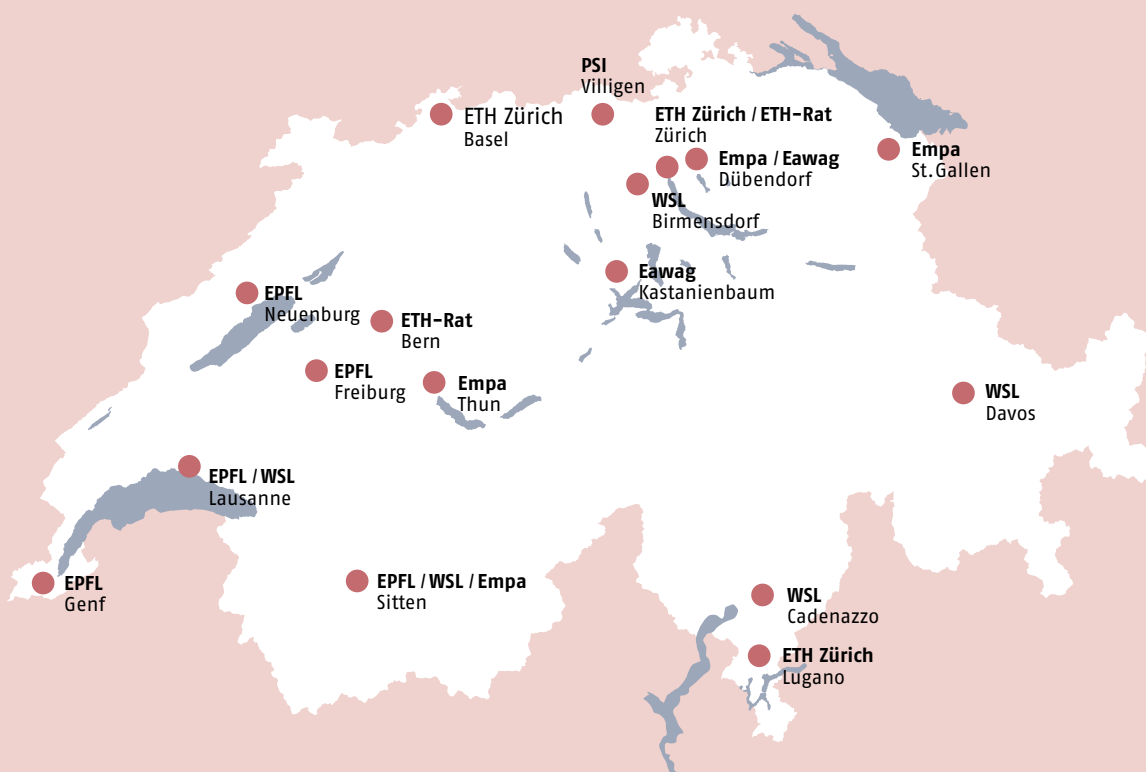 PSI
Villigen
ETH Zürich
Basel
ETH Zürich / ETH-Rat
Zürich
Empa / Eawag
Dübendorf
Empa
St.Gallen
WSL
Birmensdorf
Eawag
Kastanienbaum
EPFL
Neuenburg
ETH-Rat
Bern
EPFL
Freiburg
Empa
Thun
WSL
Davos
EPFL / WSL
Lausanne
EPFL
Genf
EPFL / WSL / Empa
Sitten
WSL
Cadenazzo
ETH Zürich
Lugano